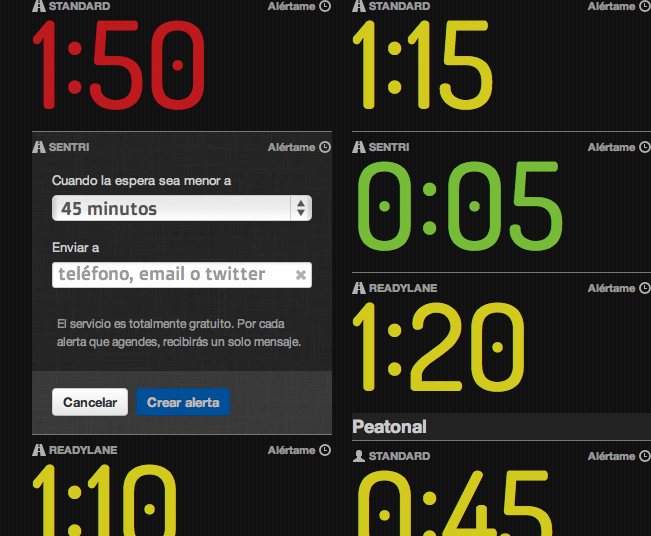 STANDARD Alértame
1:50
SENTRI Alértame
Cuando la espera sea menor a
45 minutos
Enviar a
teléfono, email o twitter
El servicio es totalmente gratuito. Por cada
alerta que agendes, recibirás un solo mensaje.
Cancelar Crear alerta
READYLANE Alértame
1:10
STANDARD Alértame
1:15
SENTRI Alértame
0:05
READYLANE Alértame
1:20
Peatonal
STANDARD Alértame
0:45